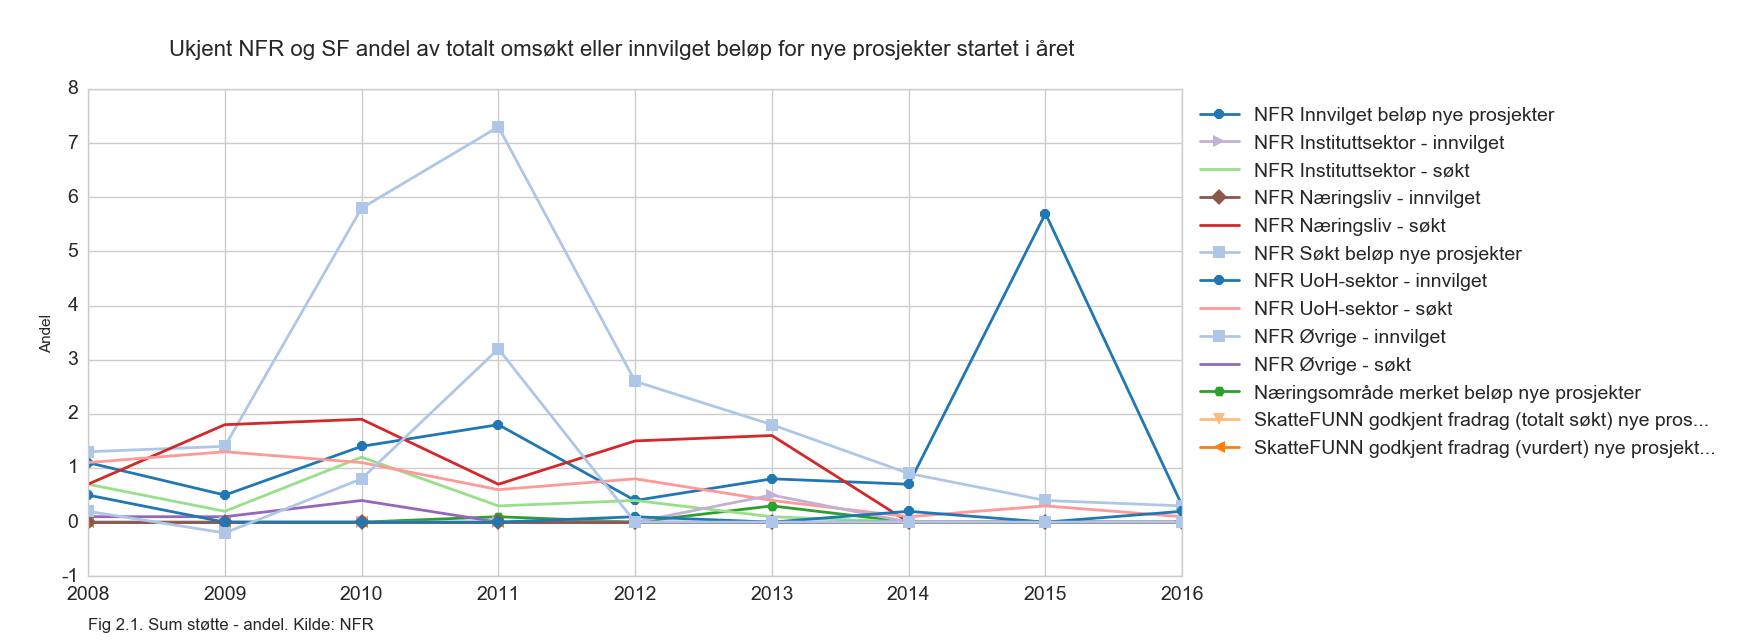 Ukjent NFR og SF andel av totalt omsøkt eller innvilget beløp for nye prosjekter startet i året
8
7
6
5
4
3
2
1
0
-1
Andel
2008 2009 2010 2011 2012 2013 2014 2015 2016
NFR Innvilget beløp nye prosjekter
NFR Instituttsektor - innvilget
NFR Instituttsektor - søkt
NFR Næringsliv - innvilget
NFR Næringsliv - søkt
NFR Søkt beløp nye prosjekter
NFR UoH-sektor - innvilget
NFR UoH-sektor - søkt
NFR Øvrige - innvilget
NFR Øvrige - søkt
Næringsområde merket beløp nye prosjekter
SkatteFUNN godkjent fradrag (totalt søkt) nye pros...
SkatteFUNN godkjent fradrag (vurdert) nye prosjekt...
Fig 2.1. Sum støtte - andel. Kilde: NFR